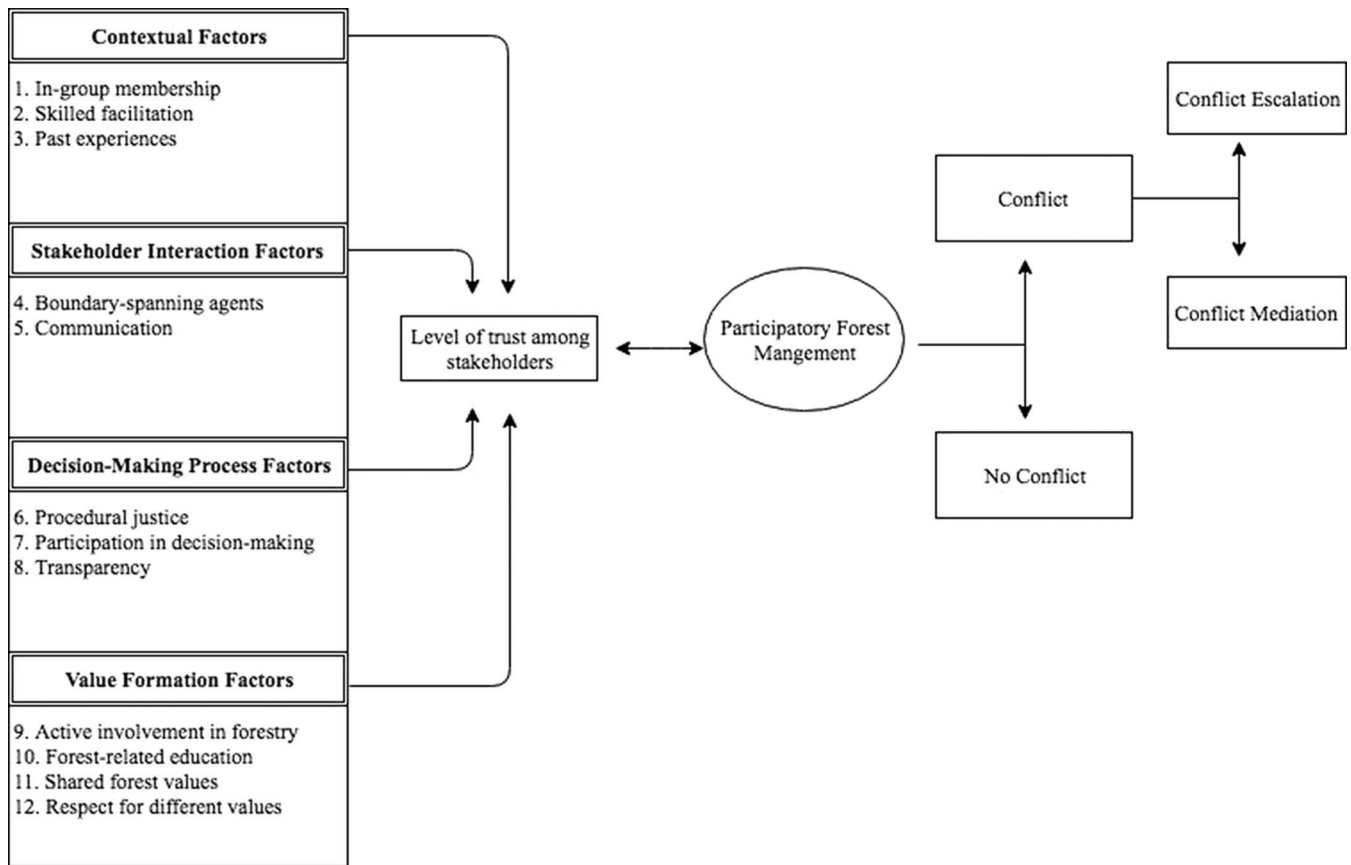 Contextual Factors
1. In-group membership
2. Skilled facilitation
3. Past experiences
Stakeholder Interaction Factors
4. Boundary-spanning agents
5. Communication
Decision-Making Process Factors
6. Procedural justice
7. Participation in decision-making
8. Transparency
Value Formation Factors
9. Active involvement in forestry
10. Forest-related education
11. Shared forest values
12. Respect for different values
Level of trust among
stakeholders
Participatory Forest
Mangement
Conflict
No Conflict
Conflict Escalation
Conflict Mediation